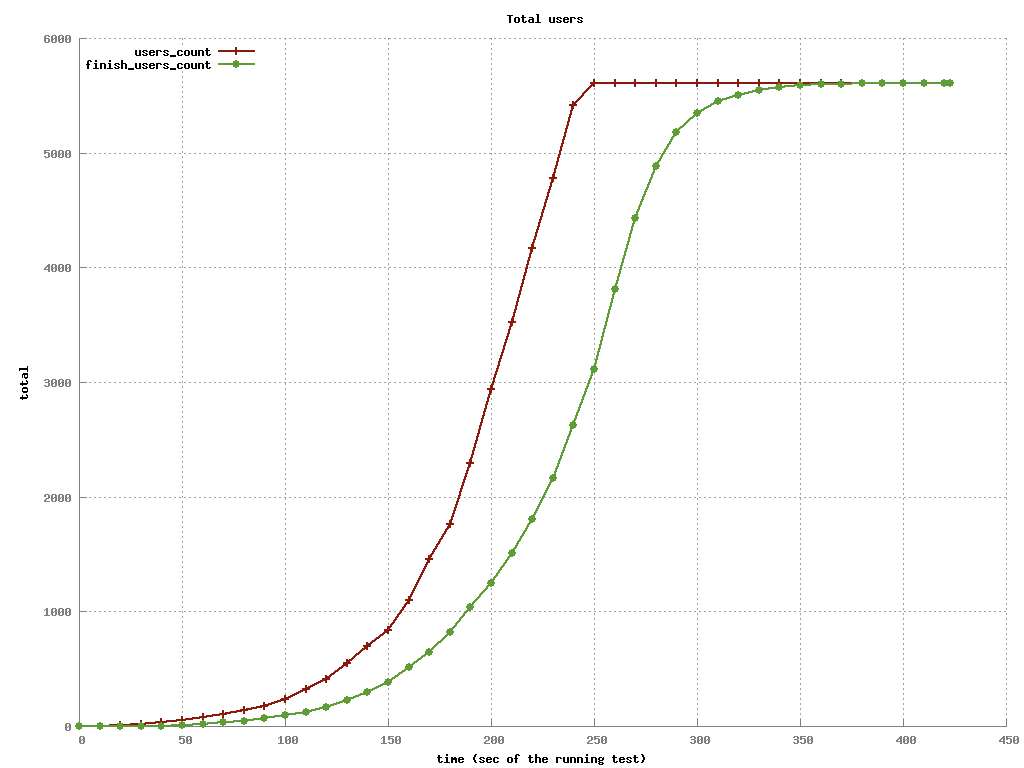 Total users
users_count
finish_users_count
6000
5000
4000
3000
2000
1000
0
total
0 50 100 150 200 250 300 350 400 450
time (sec of the running test)